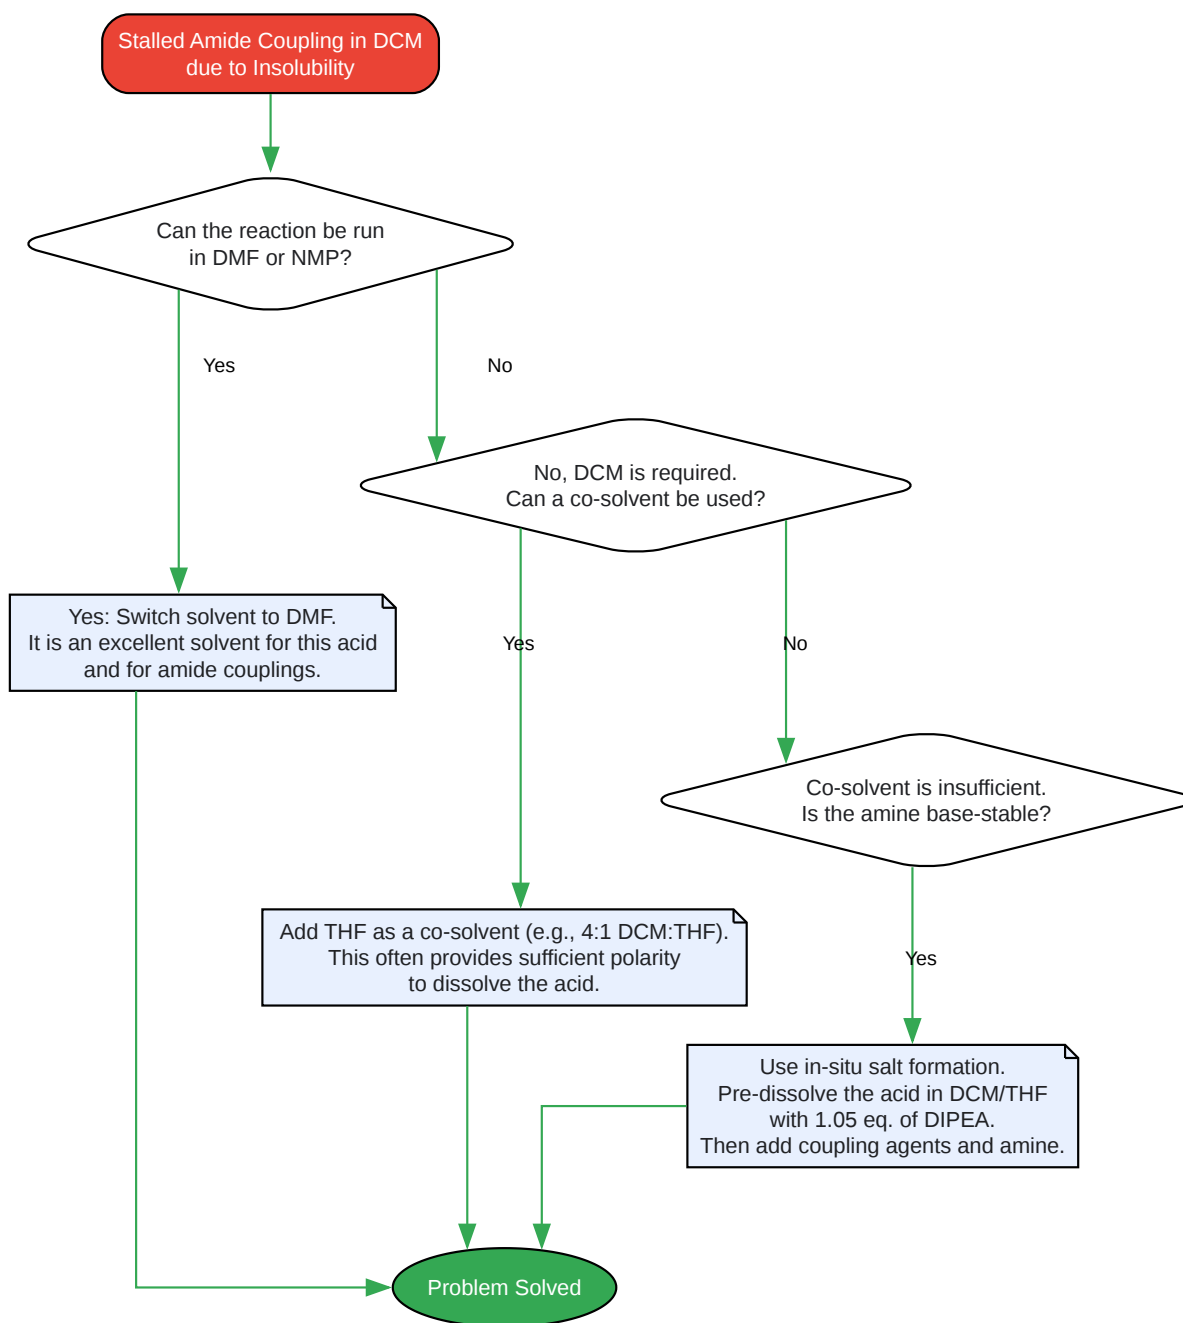 Stalled Amide Coupling in DCM
due to Insolubility
Can the reaction be run
in DMF or NMP?
Yes
No
No, DCM is required.
Can a co-solvent be used?
Yes: Switch solvent to DMF.
It is an excellent solvent for this acid
and for amide couplings.
Yes
No
Co-solvent is insufficient.
Is the amine base-stable?
Add THF as a co-solvent (e.g., 4:1 DCM:THF).
This often provides sufficient polarity
to dissolve the acid.
Yes
Use in-situ salt formation.
Pre-dissolve the acid in DCM/THF
with 1.05 eq. of DIPEA.
Then add coupling agents and amine.
Problem Solved